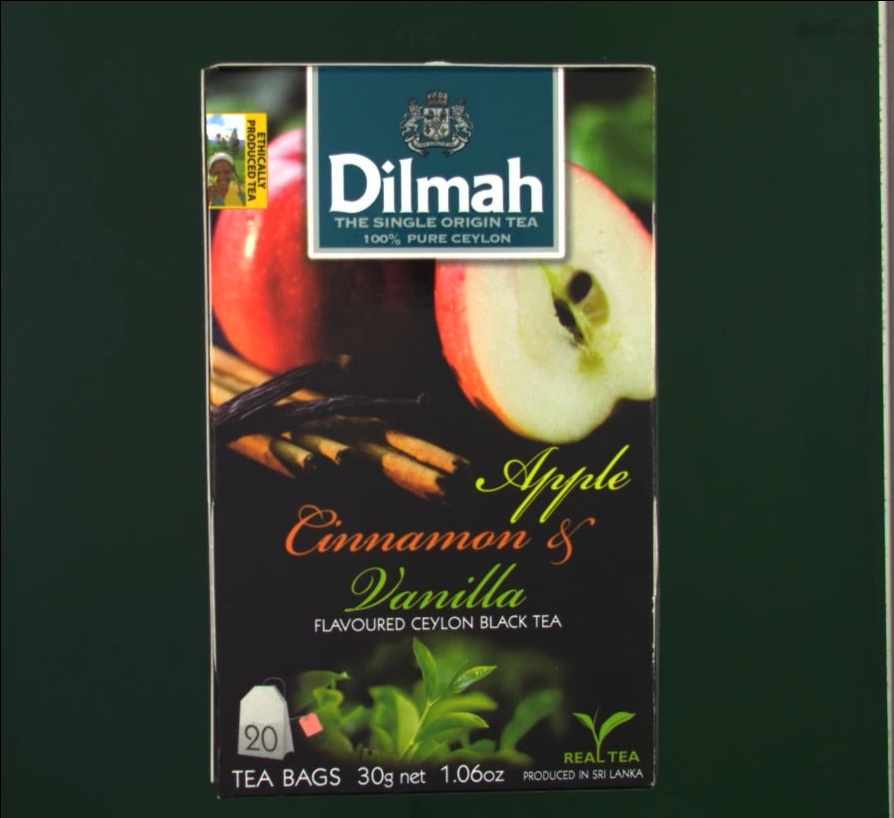 ETHICALLY
PRODUCED TEA
Dilmah
THE SINGLE ORIGIN TEA
100% PURE CEYLON
Apple
Cinnamon &
Vanilla
FLAVOURED CEYLON BLACK TEA
20
TEA BAGS 30g net 1.06oz
REAL TEA
PRODUCED IN SRI LANKA